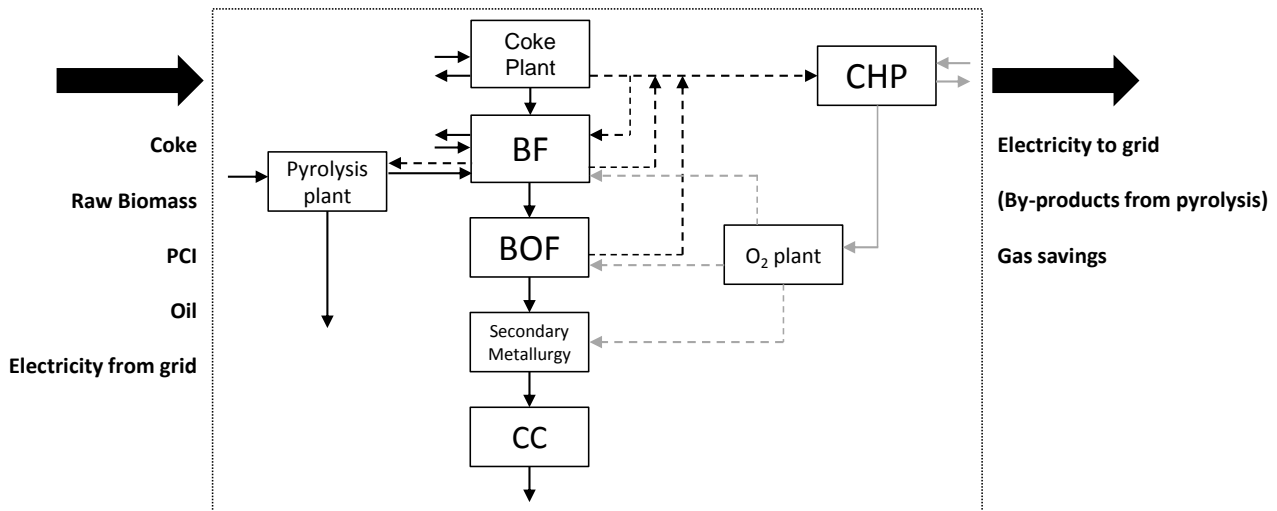 Coke
Raw Biomass
PCI
Oil
Electricity from grid
Coke
Plant
CHP
BF
Pyrolysis
plant
BOF
O₂ plant
Secondary
Metallurgy
CC
Electricity to grid
(By-products from pyrolysis)
Gas savings